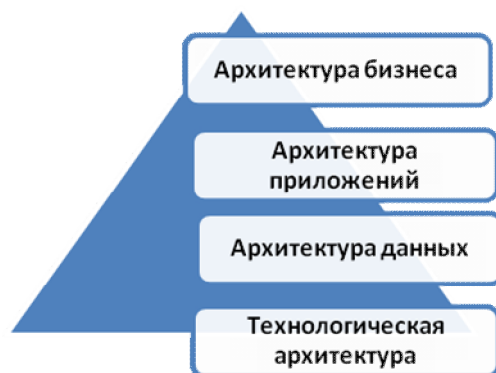 Архитектура бизнеса
Архитектура
приложений
Архитектура данных
Технологическая
архитектура